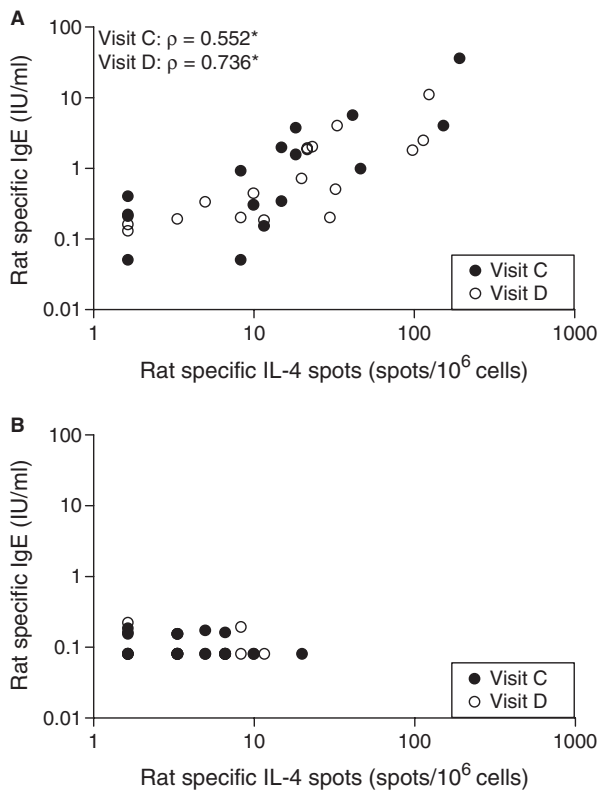 A
Visit C: ρ = 0.552*
Visit D: ρ = 0.736*
100
10
1
0.1
0.01
Rat specific IgE (IU/ml)
Visit C
Visit D
1
10
100
1000
Rat specific IL-4 spots (spots/10⁶ cells)
B
100
10
1
0.1
0.01
Rat specific IgE (IU/ml)
Visit C
Visit D
1
10
100
1000
Rat specific IL-4 spots (spots/10⁶ cells)